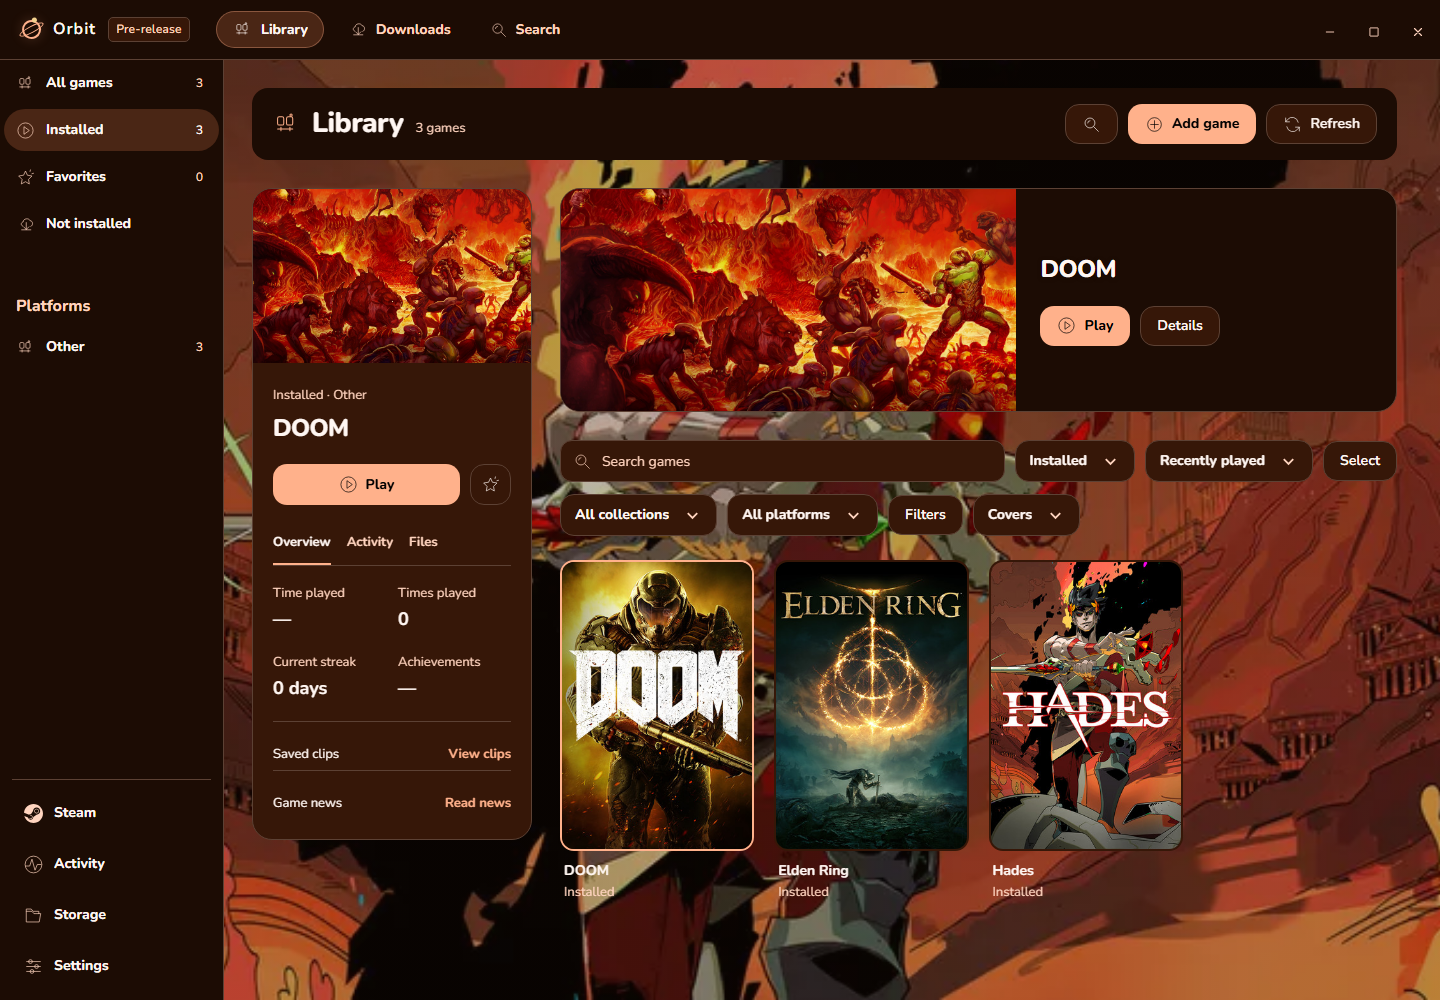 Orbit
Pre-release
Library
Downloads
Search
All games 3
Installed 3
Favorites 0
Not installed
Platforms
Other 3
Steam
Activity
Storage
Settings
Library 3 games
Add game
Refresh
Installed · Other
DOOM
Play
Overview Activity Files
Time played Times played
— 0
Current streak Achievements
0 days —
Saved clips View clips
Game news Read news
DOOM
Play
Details
Search games
Installed
Recently played
Select
All collections
All platforms
Filters
Covers
DOOM
ELDEN RING
HADES
DOOM
Installed
Elden Ring
Installed
Hades
Installed